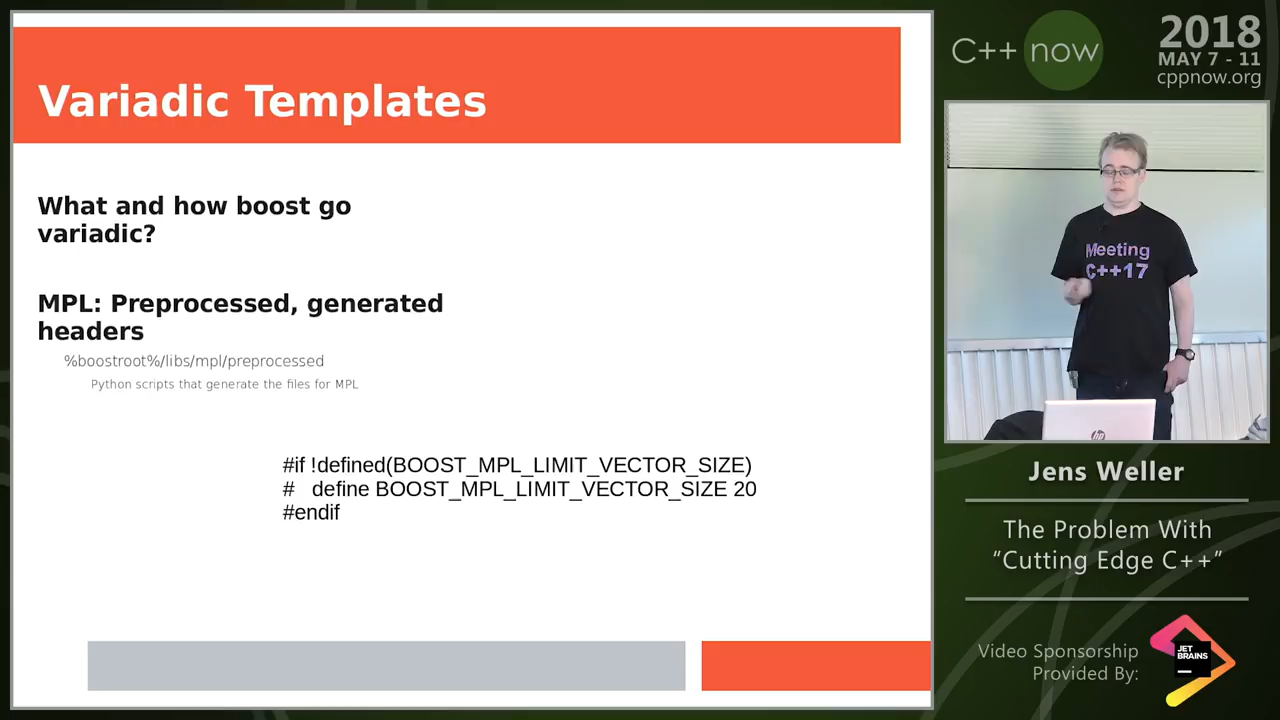 Variadic Templates
What and how boost go
variadic?
MPL: Preprocessed, generated
headers
%boostroot%/libs/mpl/preprocessed
Python scripts that generate the files for MPL
#if !defined(BOOST_MPL_LIMIT_VECTOR_SIZE)
#   define BOOST_MPL_LIMIT_VECTOR_SIZE 20
#endif
C++ now
2018
MAY 7 - 11
cppnow.org
Meeting
C++17
hp
Jens Weller
The Problem With
“Cutting Edge C++”
Video Sponsorship
Provided By:
JET
BRAINS